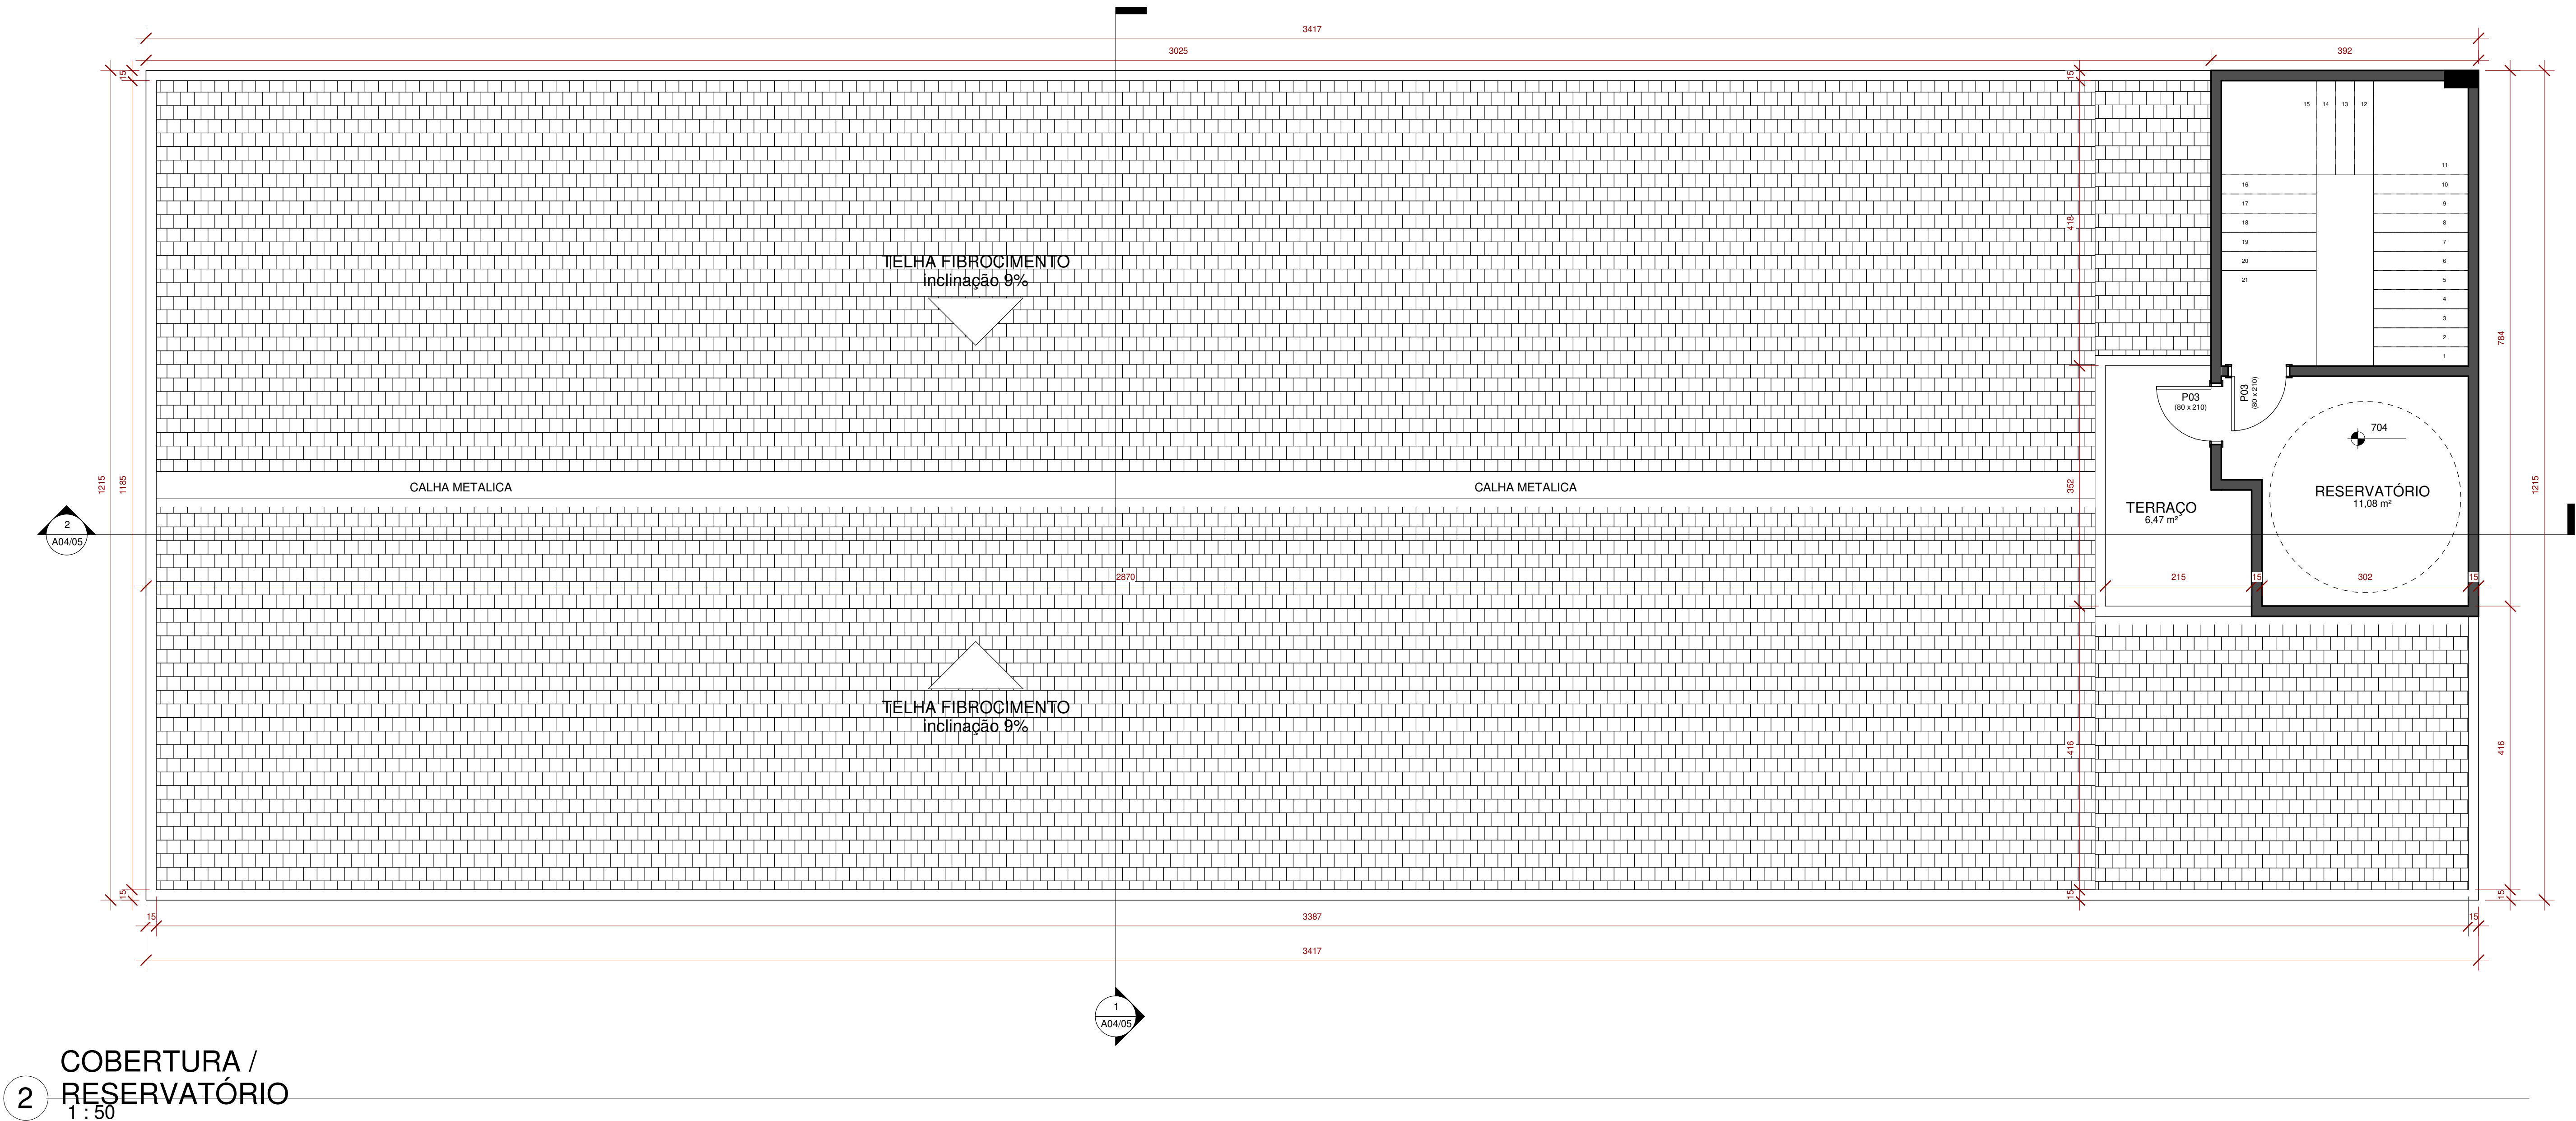 3417
3025
392
15
15
15
14
13
12
11
16
10
17
9
18
8
418
19
7
20
6
TELHA FIBROCIMENTO
inclinação 9%
21
5
4
3
784
2
1
P03
(80 x 210)
P03
(80 x 210)
704
1215
1185
CALHA METALICA
CALHA METALICA
352
RESERVATÓRIO
11,08 m²
1215
TERRAÇO
6,47 m²
2
A04/05
2870
215
15
302
15
TELHA FIBROCIMENTO
inclinação 9%
416
416
15
15
15
15
3387
15
3417
1
A04/05
COBERTURA /
RESERVATÓRIO
2
1 : 50